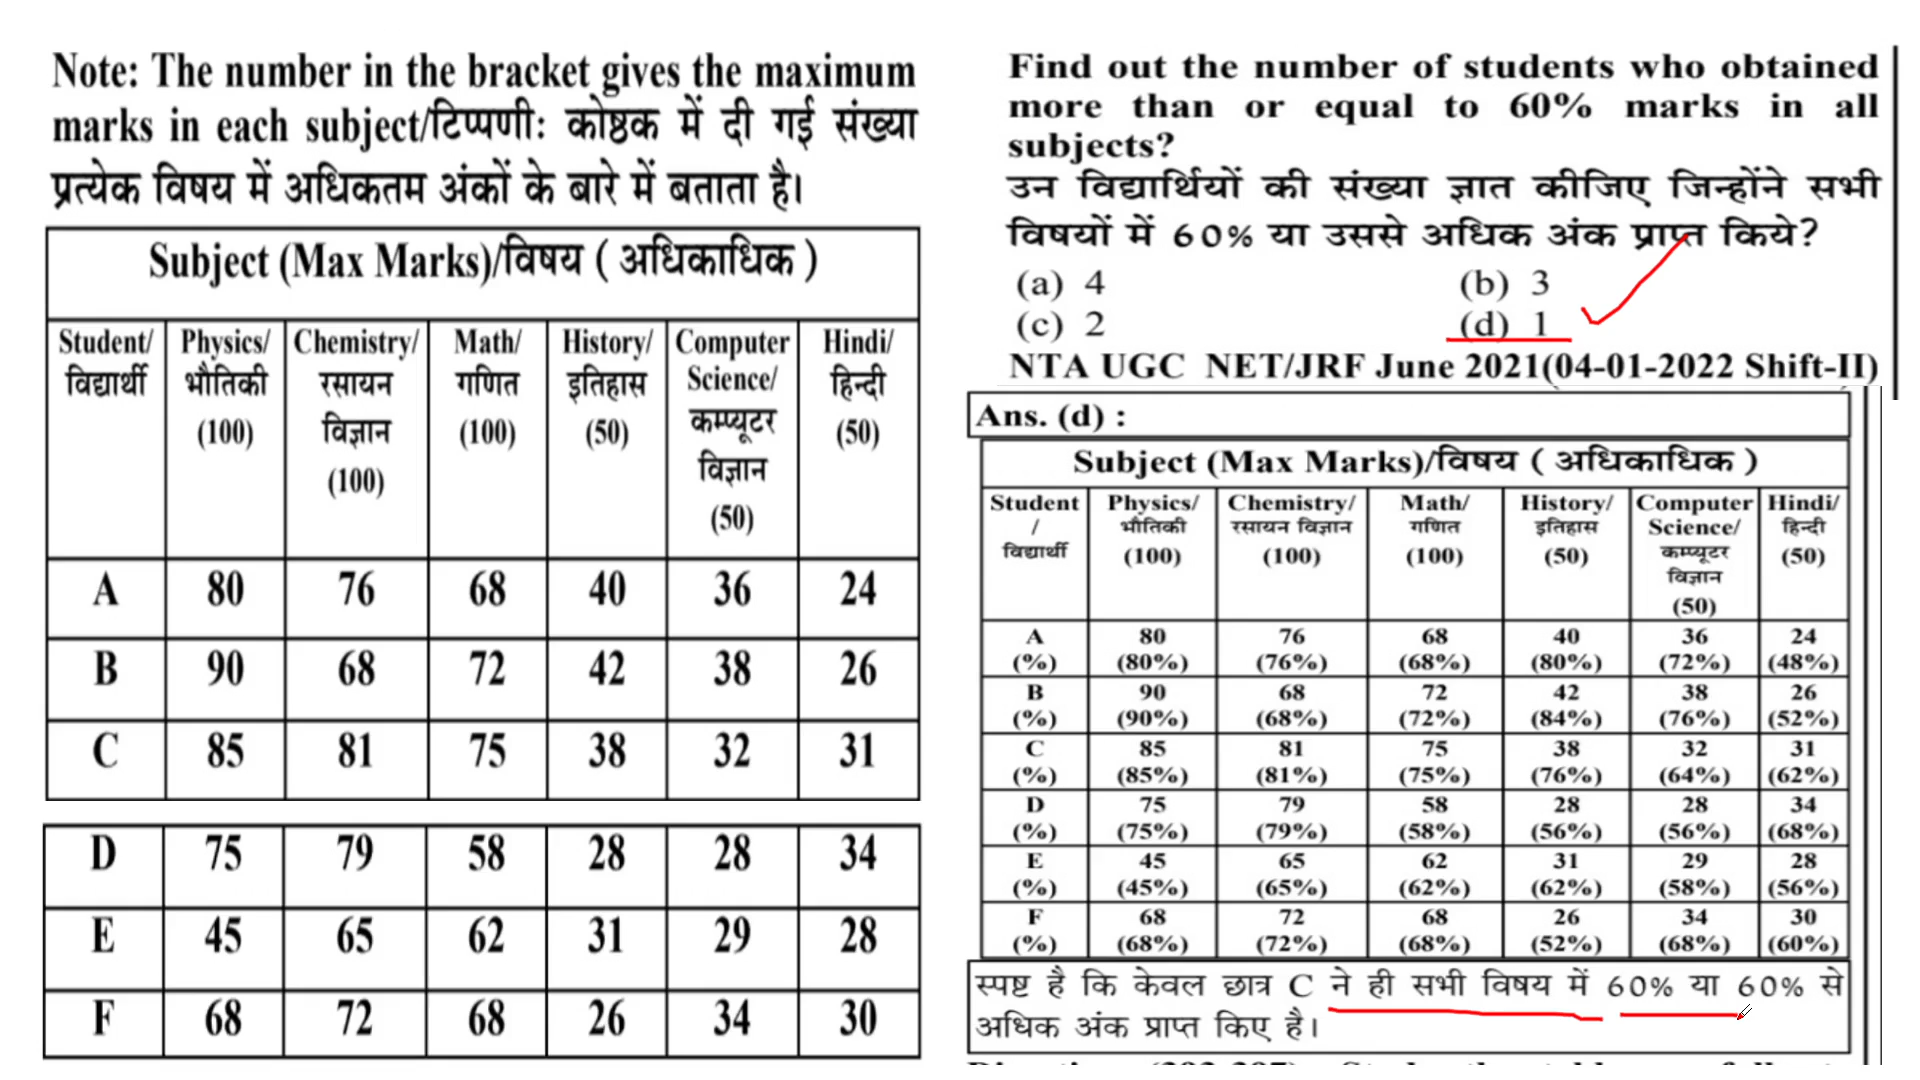 Note: The number in the bracket gives the maximum
marks in each subject/टिप्पणी: कोष्ठक में दी गई संख्या
प्रत्येक विषय में अधिकतम अंकों के बारे में बताता है।
Subject (Max Marks)/विषय ( अधिकाधिक )
Student/ Physics/ Chemistry/ Math/ History/ Computer Hindi/
विद्यार्थी भौतिकी रसायन गणित इतिहास Science/ हिन्दी
(100) विज्ञान (100) (50) कम्प्यूटर (50)
(100) विज्ञान
(50)
A 80 76 68 40 36 24
B 90 68 72 42 38 26
C 85 81 75 38 32 31
D 75 79 58 28 28 34
E 45 65 62 31 29 28
F 68 72 68 26 34 30
Find out the number of students who obtained
more than or equal to 60% marks in all
subjects?
उन विद्यार्थियों की संख्या ज्ञात कीजिए जिन्होंने सभी
विषयों में 60% या उससे अधिक अंक प्राप्त किये?
(a) 4 (b) 3
(c) 2 (d) 1
NTA UGC NET/JRF June 2021(04-01-2022 Shift-II)
Ans. (d) :
Subject (Max Marks)/विषय ( अधिकाधिक )
Student Physics/ Chemistry/ Math/ History/ Computer Hindi/
/ भौतिकी रसायन विज्ञान गणित इतिहास Science/ हिन्दी
विद्यार्थी (100) (100) (100) (50) कम्प्यूटर (50)
विज्ञान
(50)
A 80 76 68 40 36 24
(%) (80%) (76%) (68%) (80%) (72%) (48%)
B 90 68 72 42 38 26
(%) (90%) (68%) (72%) (84%) (76%) (52%)
C 85 81 75 38 32 31
(%) (85%) (81%) (75%) (76%) (64%) (62%)
D 75 79 58 28 28 34
(%) (75%) (79%) (58%) (56%) (56%) (68%)
E 45 65 62 31 29 28
(%) (45%) (65%) (62%) (62%) (58%) (56%)
F 68 72 68 26 34 30
(%) (68%) (72%) (68%) (52%) (68%) (60%)
स्पष्ट है कि केवल छात्र C ने ही सभी विषय में 60% या 60% से
अधिक अंक प्राप्त किए है।